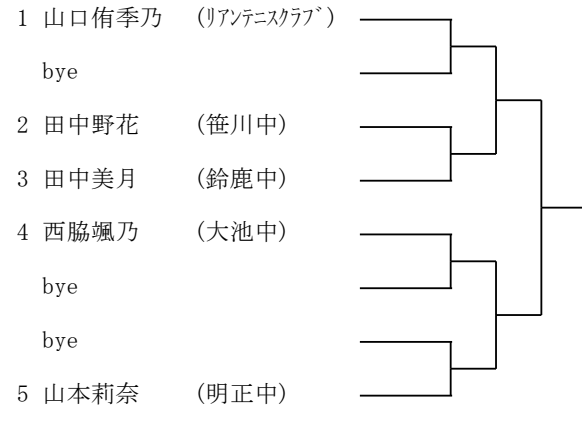 1 山口侑季乃 (ﾘｱﾝﾃﾆｽｸﾗﾌﾞ)
bye
2 田中野花 (笹川中)
3 田中美月 (鈴鹿中)
4 西脇颯乃 (大池中)
bye
bye
5 山本莉奈 (明正中)